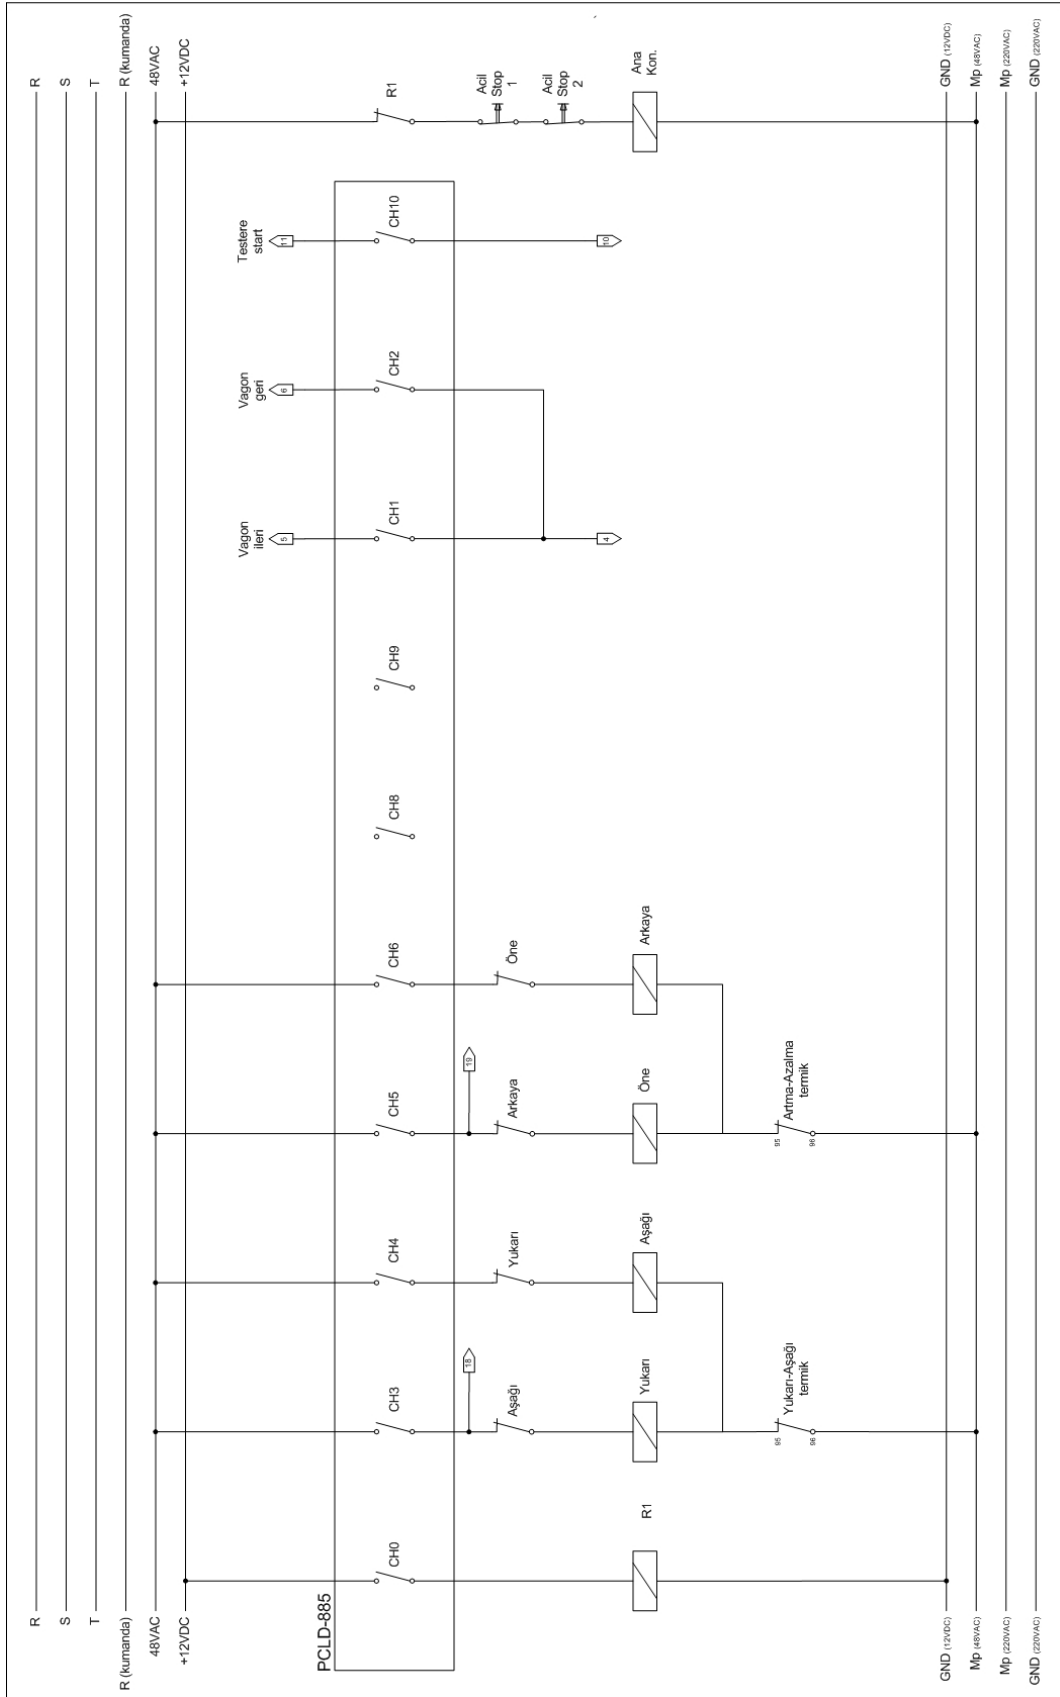 R
S
T
R (kumanda)
48VAC
+12VDC
PCLD-885
CH0
R1
CH3
18
Aşağı
Yukarı
95
96
Yukarı-Aşağı
termik
CH4
Yukarı
Aşağı
CH5
19
Arkaya
Öne
95
96
Artma-Azalma
termik
CH6
Öne
Arkaya
CH8
CH9
Vagon
ileri
5
CH1
4
Vagon
geri
6
CH2
Testere
start
11
CH10
10
R1
Acil
Stop
1
Acil
Stop
2
Ana
Kon.
GND (12VDC)
Mp (48VAC)
Mp (220VAC)
GND (220VAC)
R
S
T
R (kumanda)
48VAC
+12VDC
GND (12VDC)
Mp (48VAC)
Mp (220VAC)
GND (220VAC)